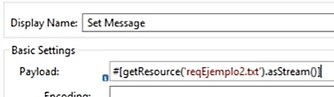 Display Name: Set Message
Basic Settings
Payload: #[getResource('reqEjemplo2.txt').asStream()]
Encoding: